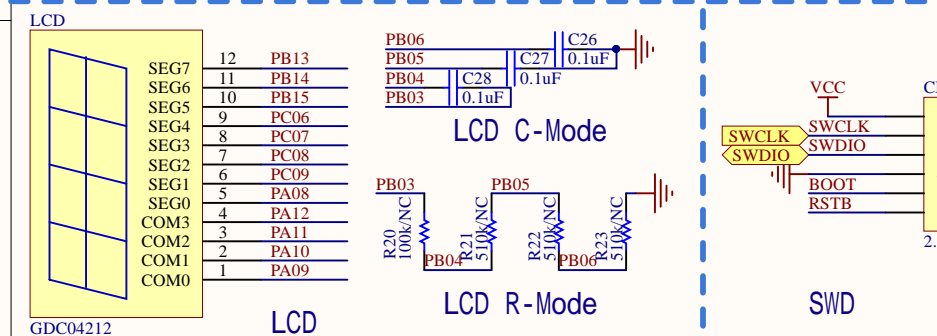 LCD
SEG7 12 PB13
SEG6 11 PB14
SEG5 10 PB15
SEG4 9 PC06
SEG3 8 PC07
SEG2 7 PC08
SEG1 6 PC09
SEG0 5 PA08
COM3 4 PA12
COM2 3 PA11
COM1 2 PA10
COM0 1 PA09
GDC04212
LCD
PB06 C26
0.1uF
PB05 C27
0.1uF
PB04 C28
0.1uF
PB03
LCD C-Mode
PB03 PB05
R20
100k/NC
R21
510k/NC
R22
510k/NC
R23
510k/NC
PB04 PB06
LCD R-Mode
VCC
SWCLK SWCLK
SWDIO SWDIO
BOOT
RSTB
2.
SWD